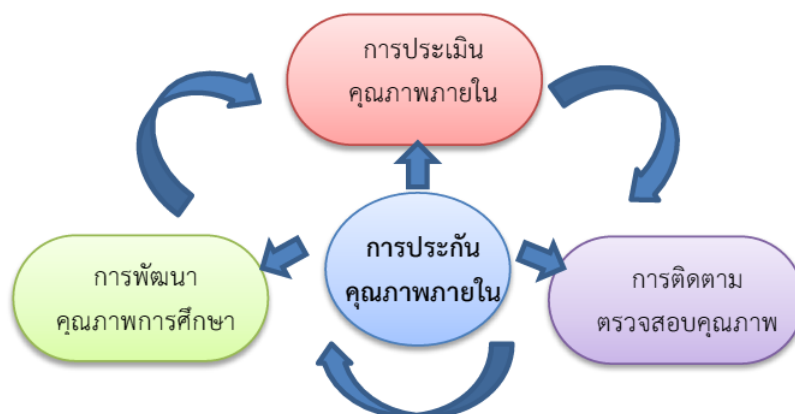 การประเมิน
คุณภาพภายใน
การประกัน
คุณภาพภายใน
การพัฒนา
คุณภาพการศึกษา
การติดตาม
ตรวจสอบคุณภาพ